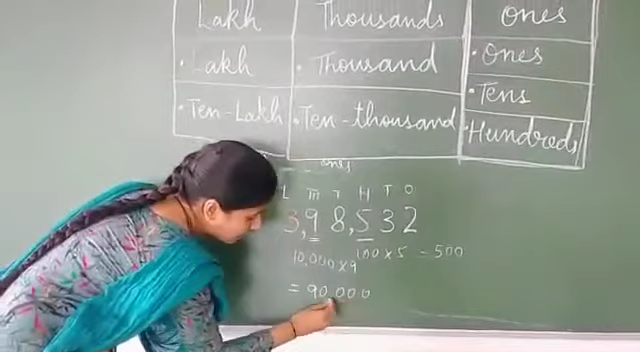 Lakh Thousands Ones
· Lakh · Thousand · Ones
· Tens
· Ten-Lakh · Ten-thousand · Hundreds
ones
L T H T O
3,98,532
10,000 x 9 100 x 5 = 500
= 90,000